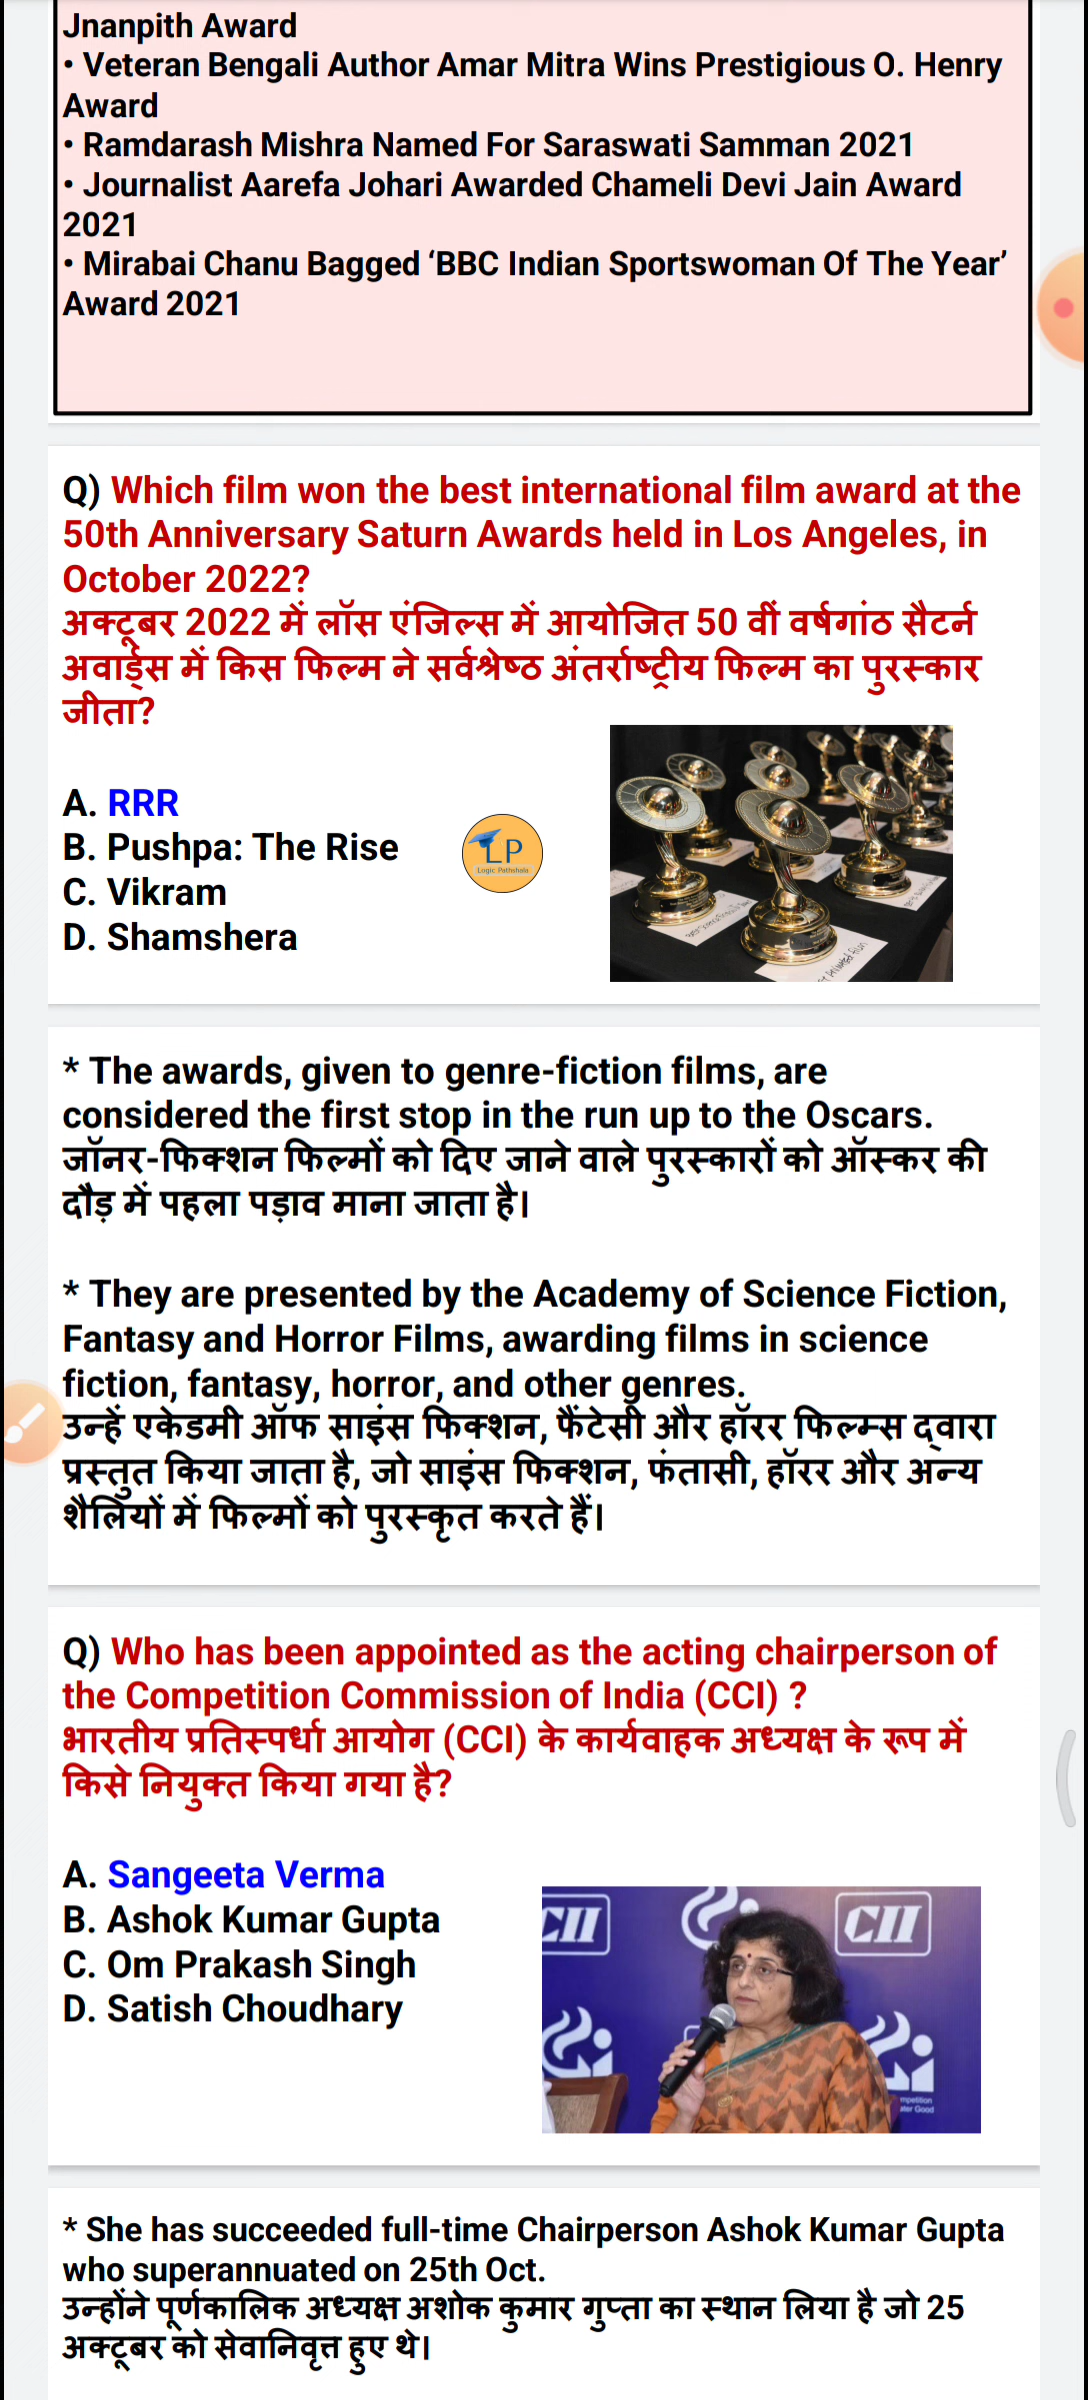 Jnanpith Award
• Veteran Bengali Author Amar Mitra Wins Prestigious O. Henry
Award
• Ramdarash Mishra Named For Saraswati Samman 2021
• Journalist Aarefa Johari Awarded Chameli Devi Jain Award
2021
• Mirabai Chanu Bagged ‘BBC Indian Sportswoman Of The Year’
Award 2021
Q) Which film won the best international film award at the
50th Anniversary Saturn Awards held in Los Angeles, in
October 2022?
अक्टूबर 2022 में लॉस एंजिल्स में आयोजित 50 वीं वर्षगांठ सैटर्न
अवार्ड्स में किस फिल्म ने सर्वश्रेष्ठ अंतर्राष्ट्रीय फिल्म का पुरस्कार
जीता?
A. RRR
B. Pushpa: The Rise
C. Vikram
D. Shamshera
LP
Logic Pathshala
* The awards, given to genre-fiction films, are
considered the first stop in the run up to the Oscars.
जॉनर-फिक्शन फिल्मों को दिए जाने वाले पुरस्कारों को ऑस्कर की
दौड़ में पहला पड़ाव माना जाता है।
* They are presented by the Academy of Science Fiction,
Fantasy and Horror Films, awarding films in science
fiction, fantasy, horror, and other genres.
उन्हें एकेडमी ऑफ साइंस फिक्शन, फैंटेसी और हॉरर फिल्म्स द्वारा
प्रस्तुत किया जाता है, जो साइंस फिक्शन, फंतासी, हॉरर और अन्य
शैलियों में फिल्मों को पुरस्कृत करते हैं।
Q) Who has been appointed as the acting chairperson of
the Competition Commission of India (CCI) ?
भारतीय प्रतिस्पर्धा आयोग (CCI) के कार्यवाहक अध्यक्ष के रूप में
किसे नियुक्त किया गया है?
A. Sangeeta Verma
B. Ashok Kumar Gupta
C. Om Prakash Singh
D. Satish Choudhary
CII
CII
* She has succeeded full-time Chairperson Ashok Kumar Gupta
who superannuated on 25th Oct.
उन्होंने पूर्णकालिक अध्यक्ष अशोक कुमार गुप्ता का स्थान लिया है जो 25
अक्टूबर को सेवानिवृत्त हुए थे।